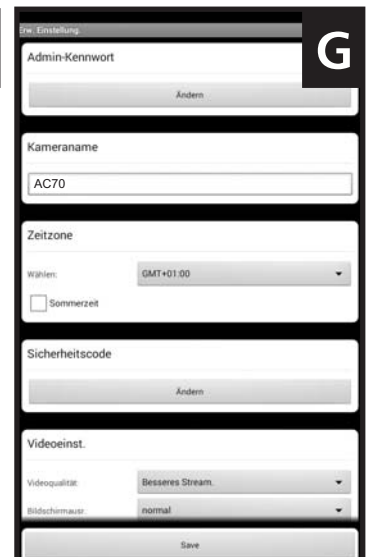 Erw. Einstellung.
G
Admin-Kennwort
Ändern
Kameraname
AC70
Zeitzone
Wählen: GMT+01:00
Sommerzeit
Sicherheitscode
Ändern
Videoeinst.
Videoqualität: Besseres Stream.
Bildschirmausr. normal
Save